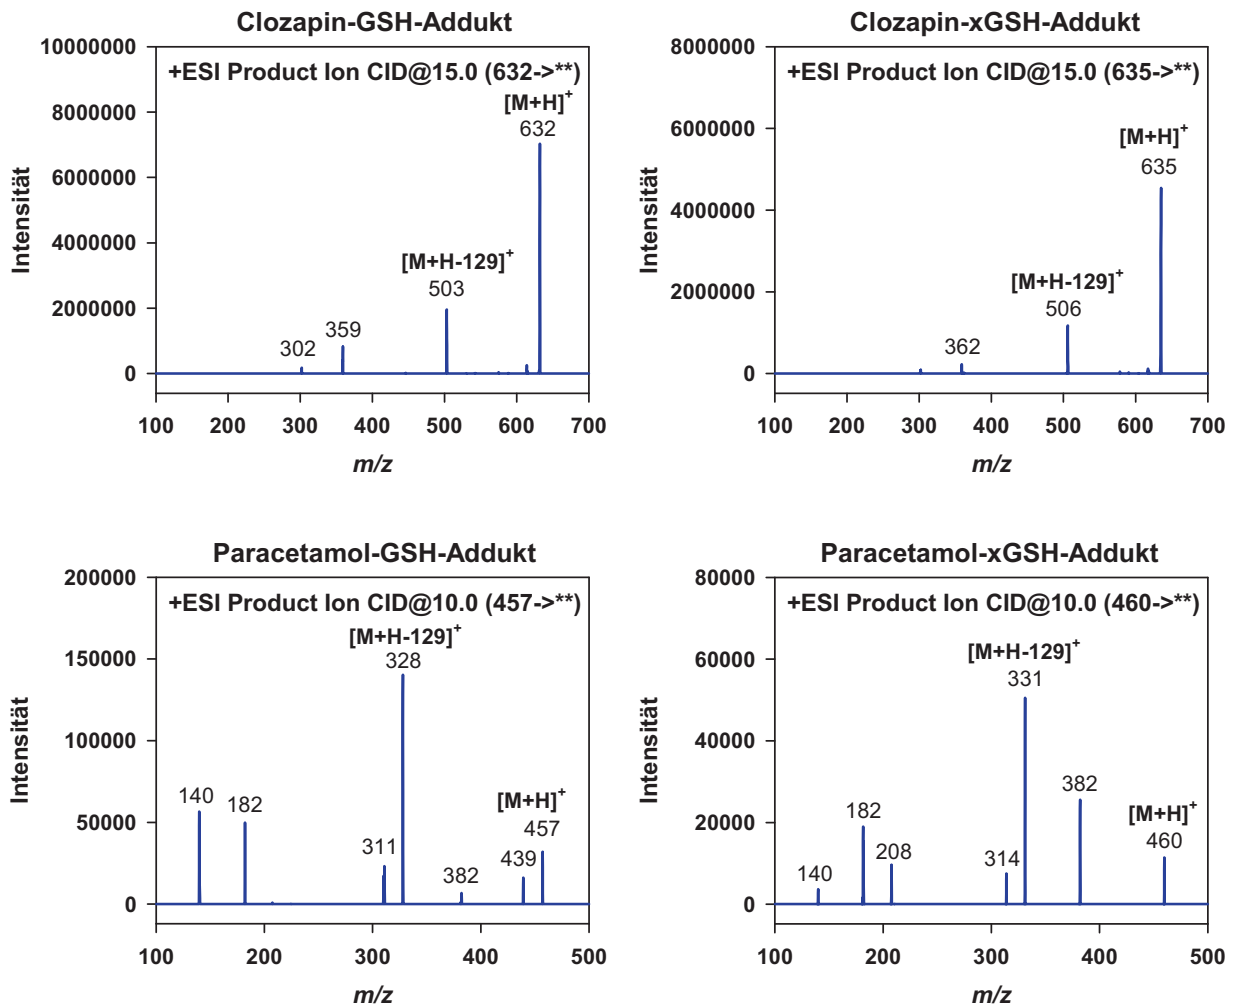 Clozapin-GSH-Addukt
+ESI Product Ion CID@15.0 (632->**)
[M+H]+
632
[M+H-129]+
503
359
302
10000000
8000000
6000000
4000000
2000000
0
Intensität
100 200 300 400 500 600 700
m/z
Clozapin-xGSH-Addukt
+ESI Product Ion CID@15.0 (635->**)
[M+H]+
635
[M+H-129]+
506
362
8000000
6000000
4000000
2000000
0
Intensität
100 200 300 400 500 600 700
m/z
Paracetamol-GSH-Addukt
+ESI Product Ion CID@10.0 (457->**)
[M+H-129]+
328
[M+H]+
457
140
182
311
382
439
200000
150000
100000
50000
0
Intensität
100 200 300 400 500
m/z
Paracetamol-xGSH-Addukt
+ESI Product Ion CID@10.0 (460->**)
[M+H-129]+
331
382
[M+H]+
460
182
208
314
140
80000
60000
40000
20000
0
Intensität
100 200 300 400 500
m/z